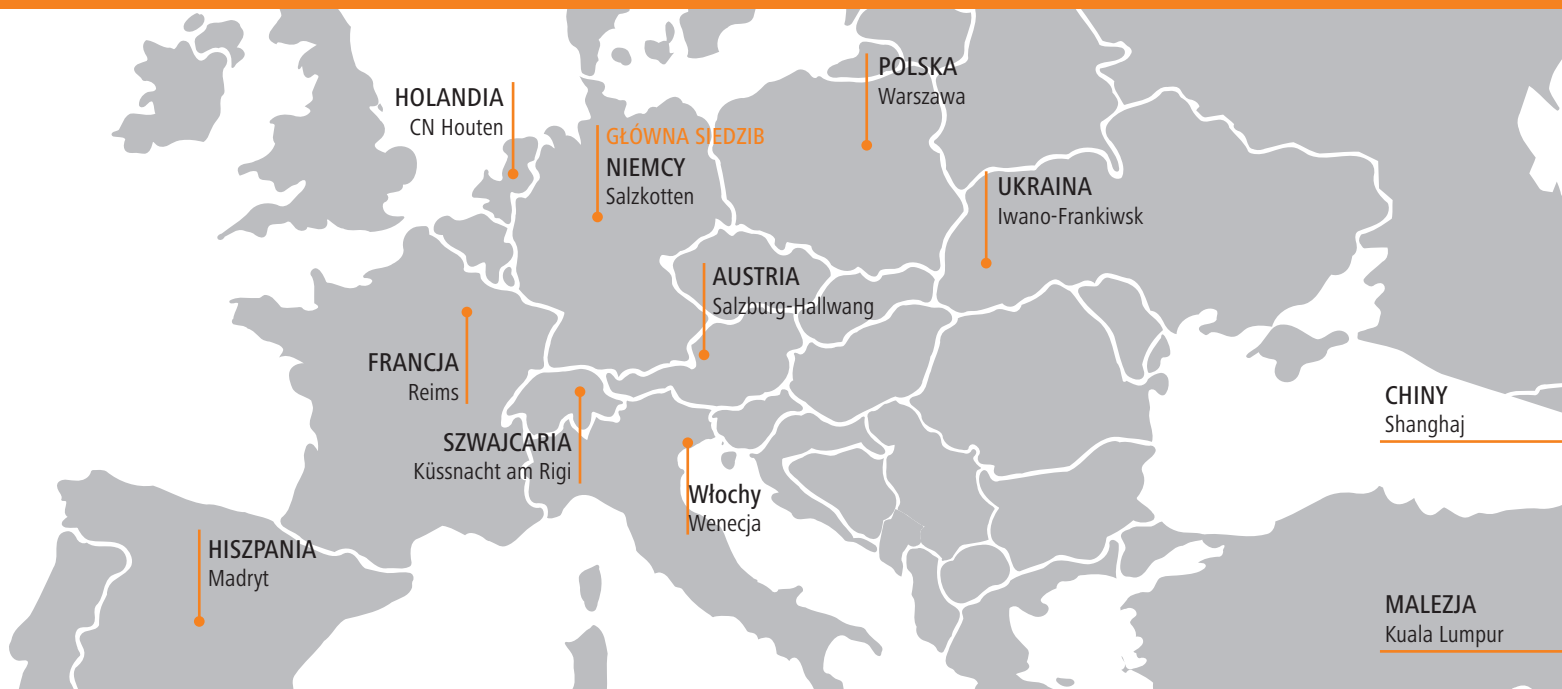 POLSKA
Warszawa
HOLANDIA
CN Houten
GŁÓWNA SIEDZIB
NIEMCY
Salzkotten
UKRAINA
Iwano-Frankiwsk
AUSTRIA
Salzburg-Hallwang
FRANCJA
Reims
CHINY
Shanghaj
SZWAJCARIA
Küssnacht am Rigi
Włochy
Wenecja
HISZPANIA
Madryt
MALEZJA
Kuala Lumpur